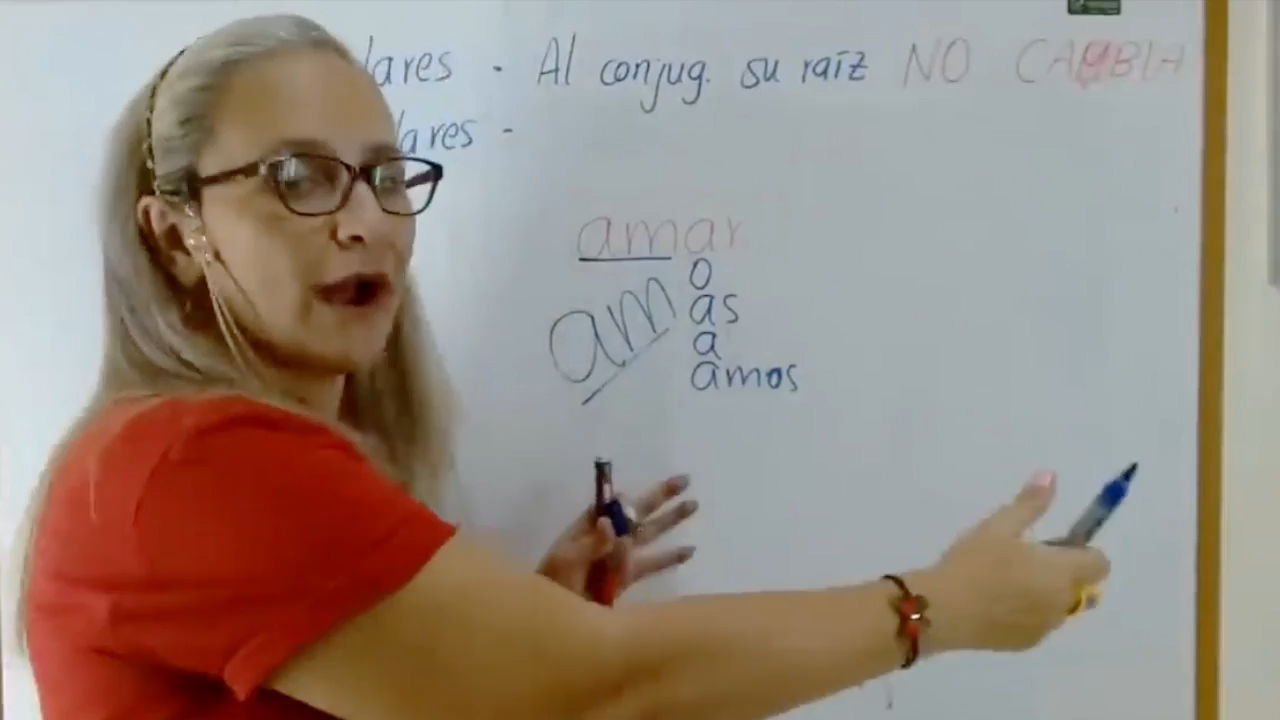 lares - Al conjug. su raíz NO CAMBIA
lares -
amar
am
o
as
a
amos